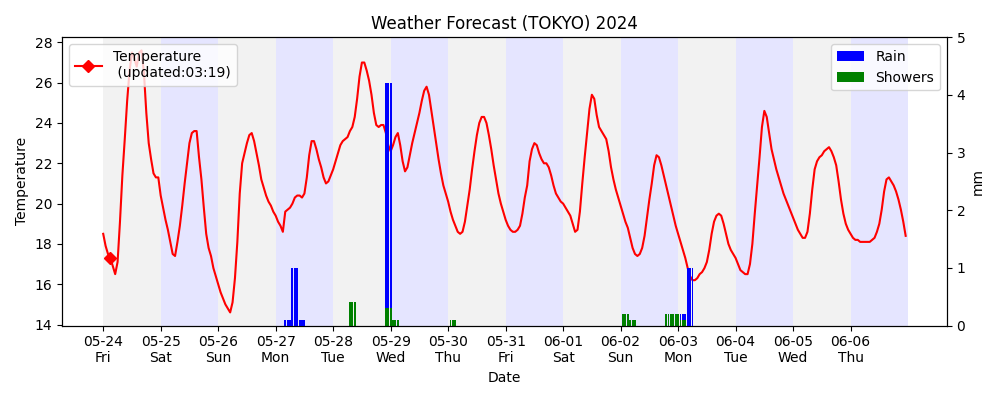 Weather Forecast (TOKYO) 2024
Temperature
(updated:03:19)
Rain
Showers
Temperature
28
26
24
22
20
18
16
14
5
4
3
2
1
0
mm
05-24 05-25 05-26 05-27 05-28 05-29 05-30 05-31 06-01 06-02 06-03 06-04 06-05 06-06
Fri Sat Sun Mon Tue Wed Thu Fri Sat Sun Mon Tue Wed Thu
Date